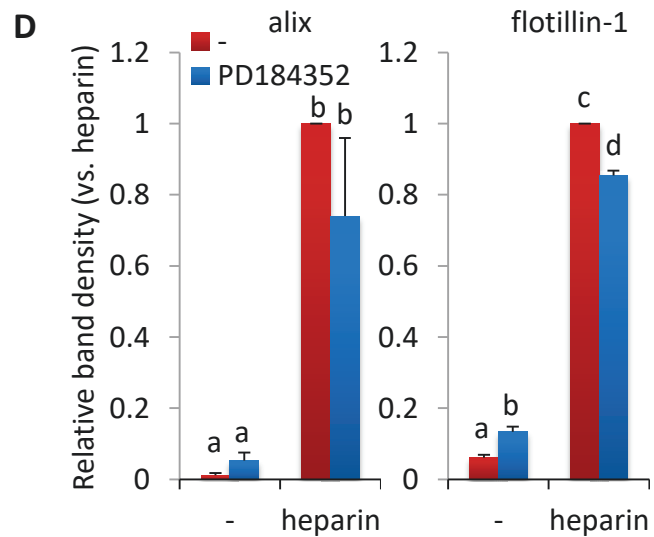 D
alix
flotillin-1
-
PD184352
Relative band density (vs. heparin)
1.2
1
0.8
0.6
0.4
0.2
0
a a
b b
- heparin
1.2
1
0.8
0.6
0.4
0.2
0
a
b
c
d
- heparin